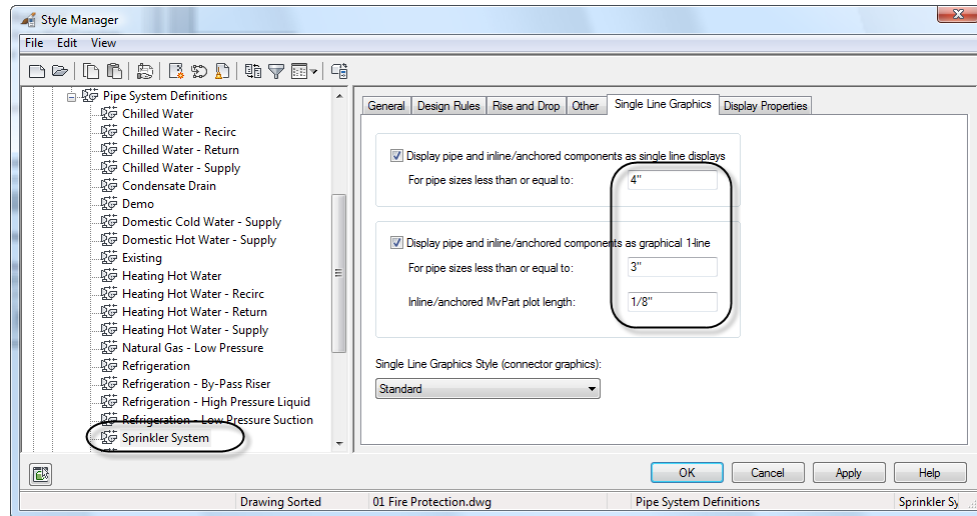 Style Manager
File Edit View
Pipe System Definitions
Chilled Water
Chilled Water - Recirc
Chilled Water - Return
Chilled Water - Supply
Condensate Drain
Demo
Domestic Cold Water - Supply
Domestic Hot Water - Supply
Existing
Heating Hot Water
Heating Hot Water - Recirc
Heating Hot Water - Return
Heating Hot Water - Supply
Natural Gas - Low Pressure
Refrigeration
Refrigeration - By-Pass Riser
Refrigeration - High Pressure Liquid
Refrigeration - Low Pressure Suction
Sprinkler System
General Design Rules Rise and Drop Other Single Line Graphics Display Properties
Display pipe and inline/anchored components as single line displays
For pipe sizes less than or equal to: 4"
Display pipe and inline/anchored components as graphical 1-line
For pipe sizes less than or equal to: 3"
Inline/anchored MvPart plot length: 1/8"
Single Line Graphics Style (connector graphics):
Standard
OK Cancel Apply Help
Drawing Sorted 01 Fire Protection.dwg Pipe System Definitions Sprinkler Sy